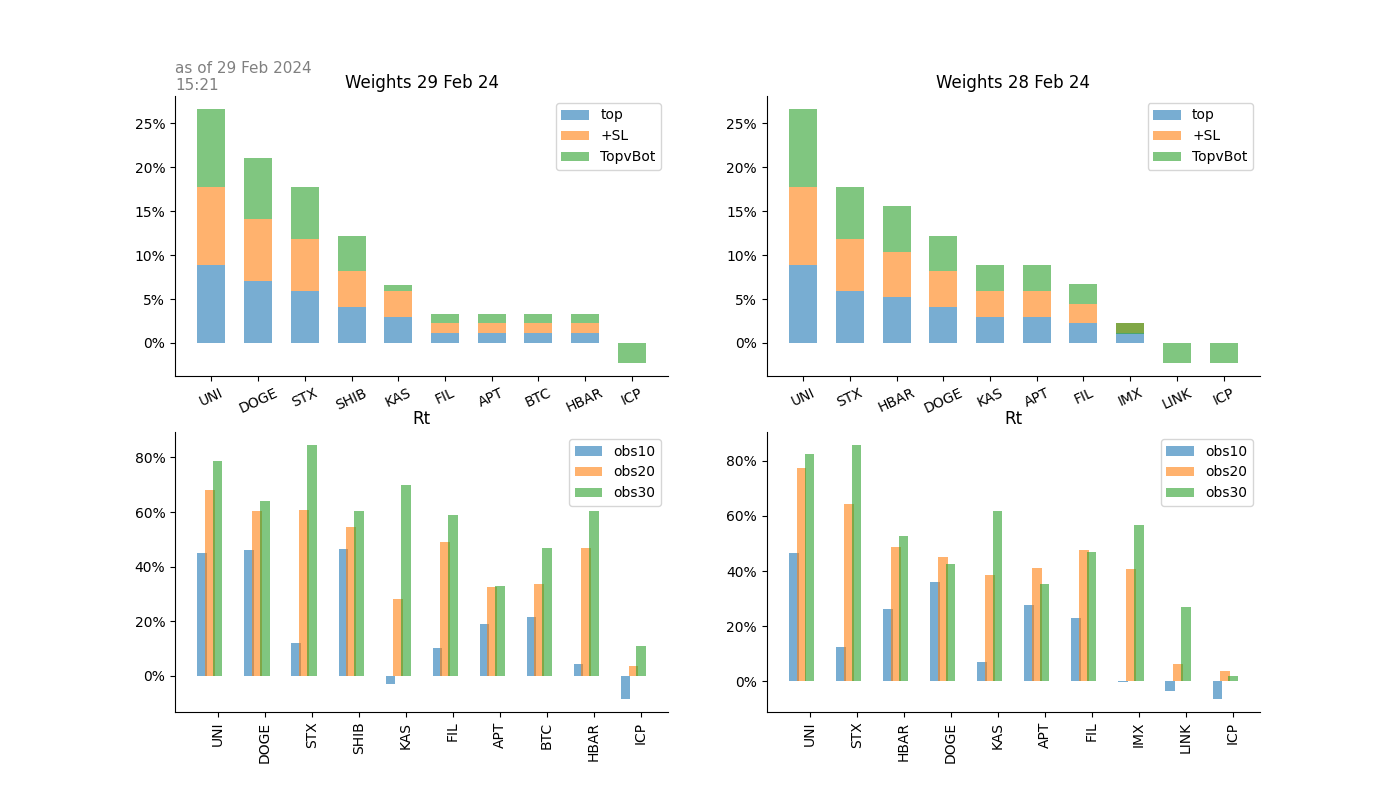 as of 29 Feb 2024
15:21
Weights 29 Feb 24
25%
20%
15%
10%
5%
0%
top
+SL
TopvBot
UNI
DOGE
STX
SHIB
KAS
FIL
APT
BTC
HBAR
ICP
Weights 28 Feb 24
25%
20%
15%
10%
5%
0%
top
+SL
TopvBot
UNI
STX
HBAR
DOGE
KAS
APT
FIL
IMX
LINK
ICP
Rt
80%
60%
40%
20%
0%
obs10
obs20
obs30
UNI
DOGE
STX
SHIB
KAS
FIL
APT
BTC
HBAR
ICP
Rt
80%
60%
40%
20%
0%
obs10
obs20
obs30
UNI
STX
HBAR
DOGE
KAS
APT
FIL
IMX
LINK
ICP